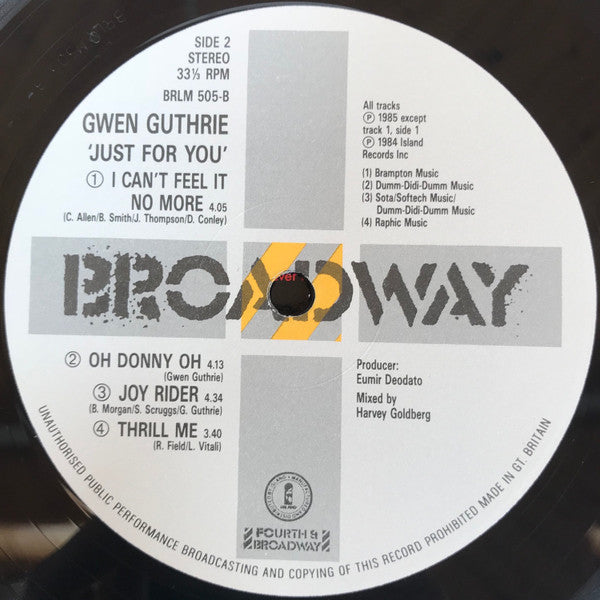 SIDE 2
STEREO
33⅓ RPM
BRLM 505-B
GWEN GUTHRIE
'JUST FOR YOU'
① I CAN'T FEEL IT
NO MORE 4.05
(C. Allen/B. Smith/J. Thompson/D. Conley)
All tracks
Ⓟ 1985 except
track 1, side 1
Ⓟ 1984 Island
Records Inc
(1) Brampton Music
(2) Dumm-Didi-Dumm Music
(3) Sota/Softech Music/
Dumm-Didi-Dumm Music
(4) Raphic Music
BROADWAY
② OH DONNY OH 4.13
(Gwen Guthrie)
③ JOY RIDER 4.34
(B. Morgan/S. Scruggs/G. Guthrie)
④ THRILL ME 3.40
(R. Field/L. Vitali)
Producer:
Eumir Deodato
Mixed by
Harvey Goldberg
FOURTH &
BROADWAY
UNAUTHORISED PUBLIC PERFORMANCE BROADCASTING AND COPYING OF THIS RECORD PROHIBITED MADE IN GT. BRITAIN